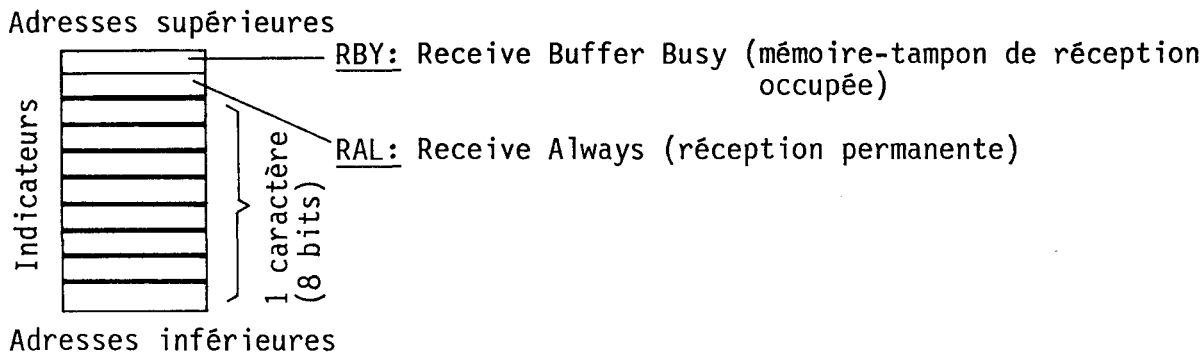 Adresses supérieures
RBY: Receive Buffer Busy (mémoire-tampon de réception
occupée)
RAL: Receive Always (réception permanente)
Indicateurs
1 caractère
(8 bits)
Adresses inférieures